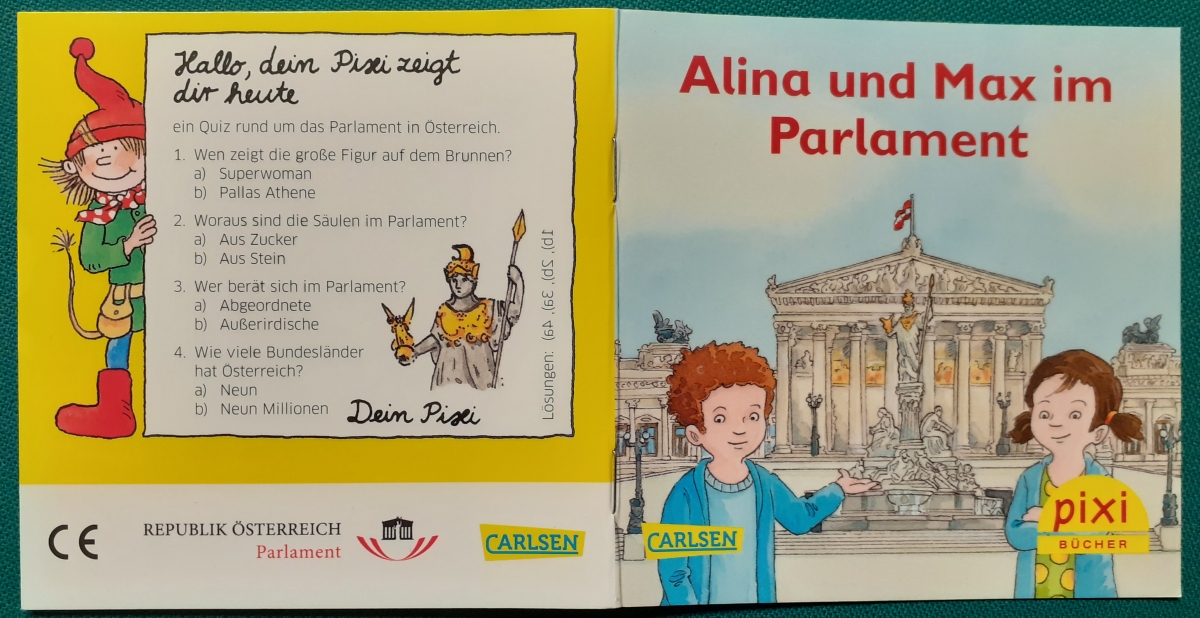 Hallo, dein Pixi zeigt
dir heute
ein Quiz rund um das Parlament in Österreich.
1. Wen zeigt die große Figur auf dem Brunnen?
a) Superwoman
b) Pallas Athene
2. Woraus sind die Säulen im Parlament?
a) Aus Zucker
b) Aus Stein
3. Wer berät sich im Parlament?
a) Abgeordnete
b) Außerirdische
4. Wie viele Bundesländer
hat Österreich?
a) Neun
b) Neun Millionen
Dein Pixi
Lösungen: 1b), 2b), 3a), 4a)
CE
REPUBLIK ÖSTERREICH
Parlament
CARLSEN
Alina und Max im
Parlament
CARLSEN
pixi
BÜCHER